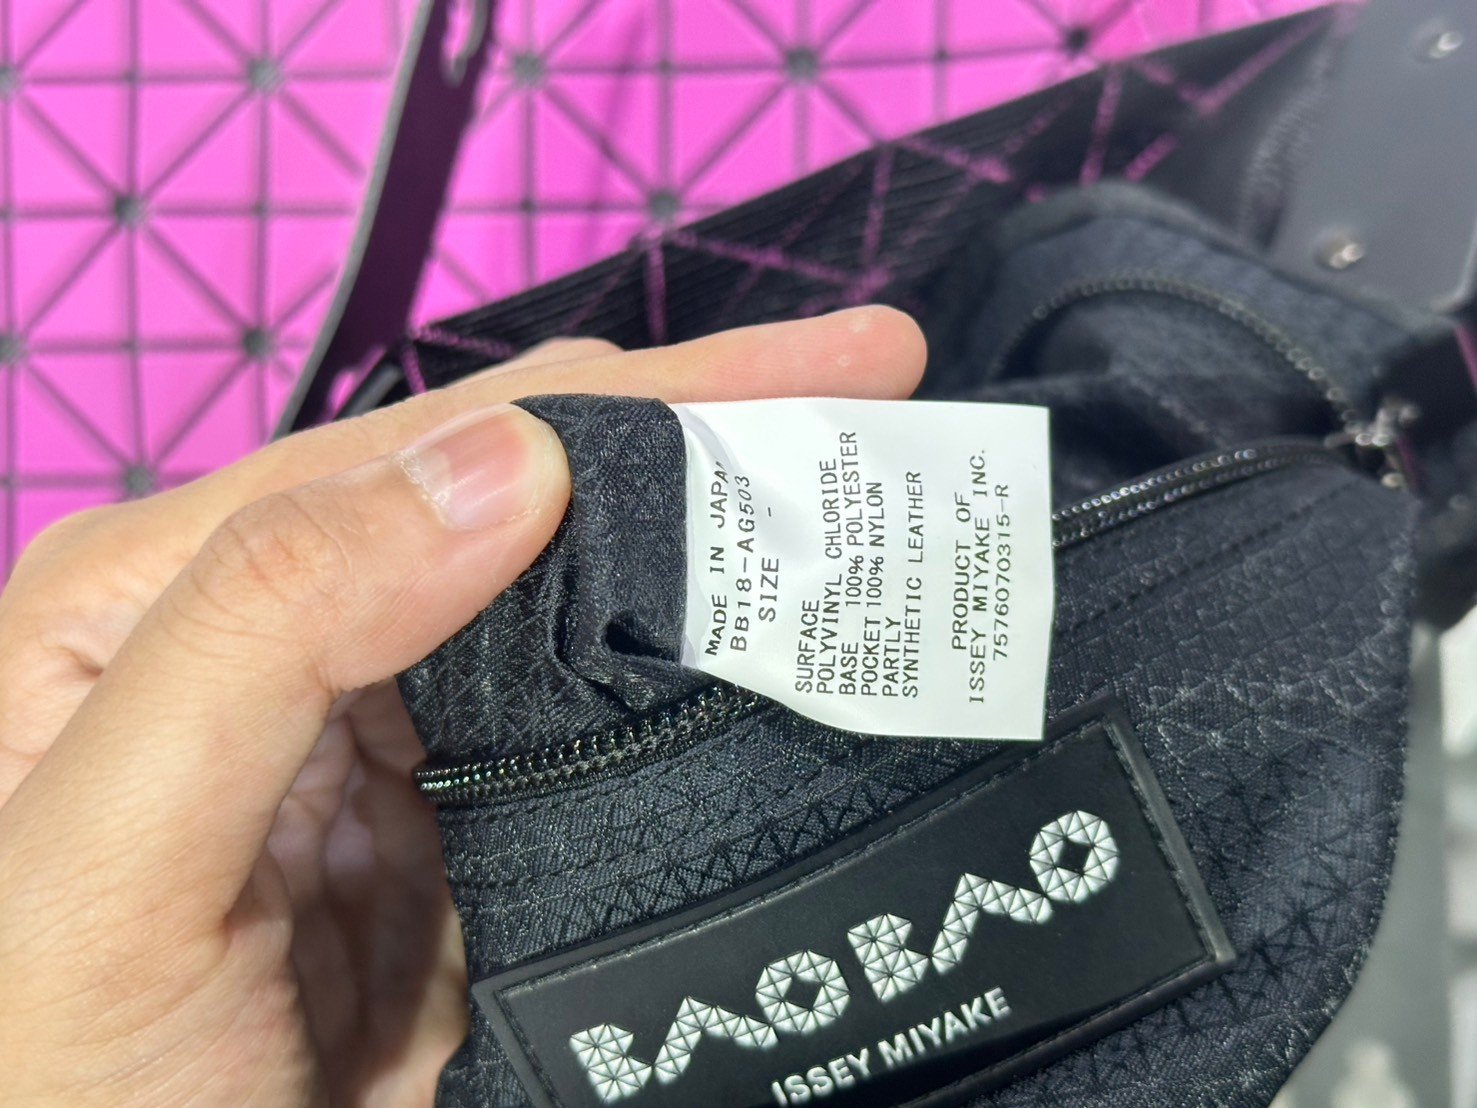 MADE IN JAPAN
BB18-AG503
SIZE -
SURFACE
POLYVINYL CHLORIDE
BASE 100% POLYESTER
POCKET 100% NYLON
PARTLY
SYNTHETIC LEATHER
PRODUCT OF
ISSEY MIYAKE INC.
7576070315-R
BAO BAO
ISSEY MIYAKE